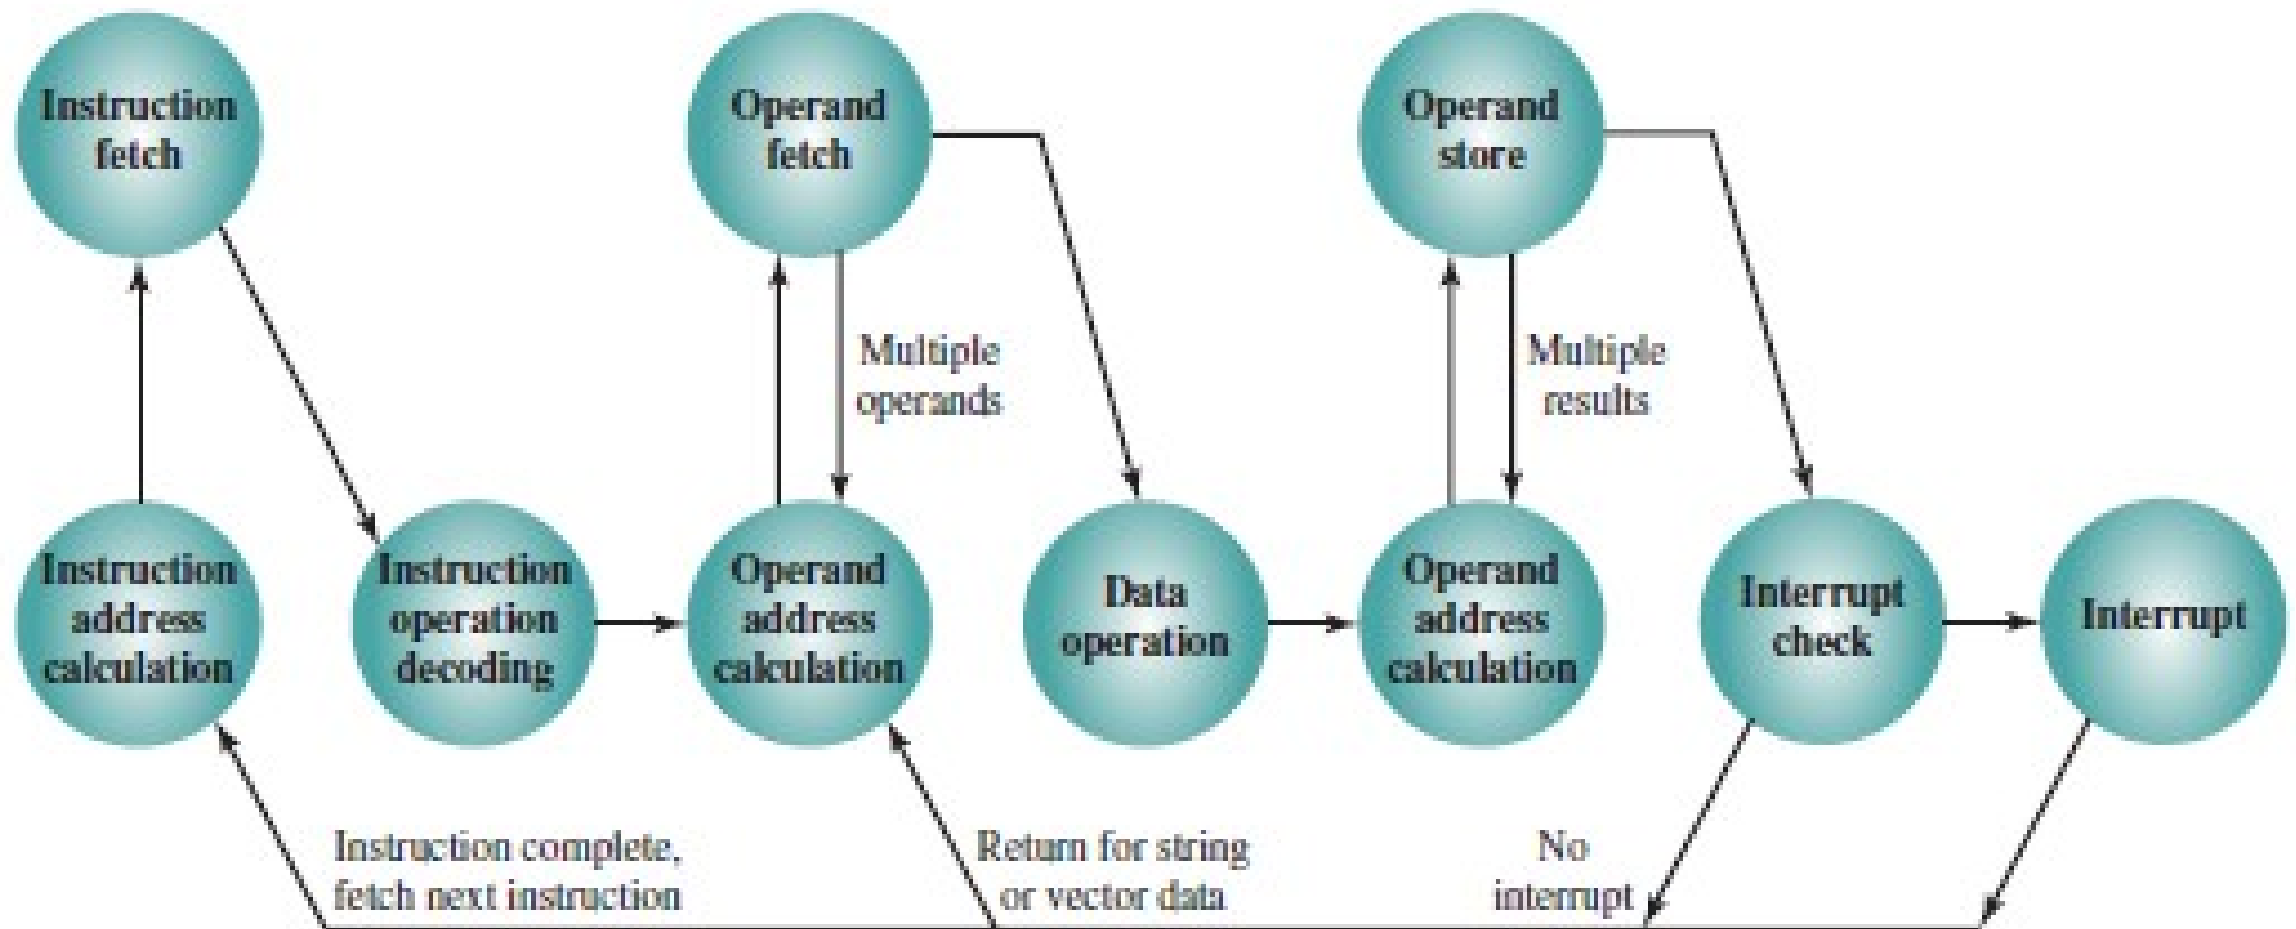 Instruction
fetch
Operand
fetch
Operand
store
Multiple
operands
Multiple
results
Instruction
address
calculation
Instruction
operation
decoding
Operand
address
calculation
Data
operation
Operand
address
calculation
Interrupt
check
Interrupt
Instruction complete,
fetch next instruction
Return for string
or vector data
No
interrupt